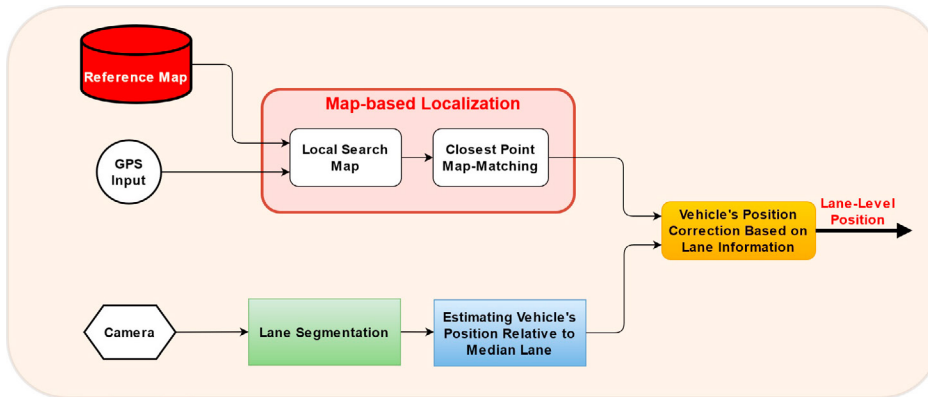 Reference Map
Map-based Localization
GPS
Input
Local Search
Map
Closest Point
Map-Matching
Vehicle's Position
Correction Based on
Lane Information
Lane-Level
Position
Camera
Lane Segmentation
Estimating Vehicle's
Position Relative to
Median Lane